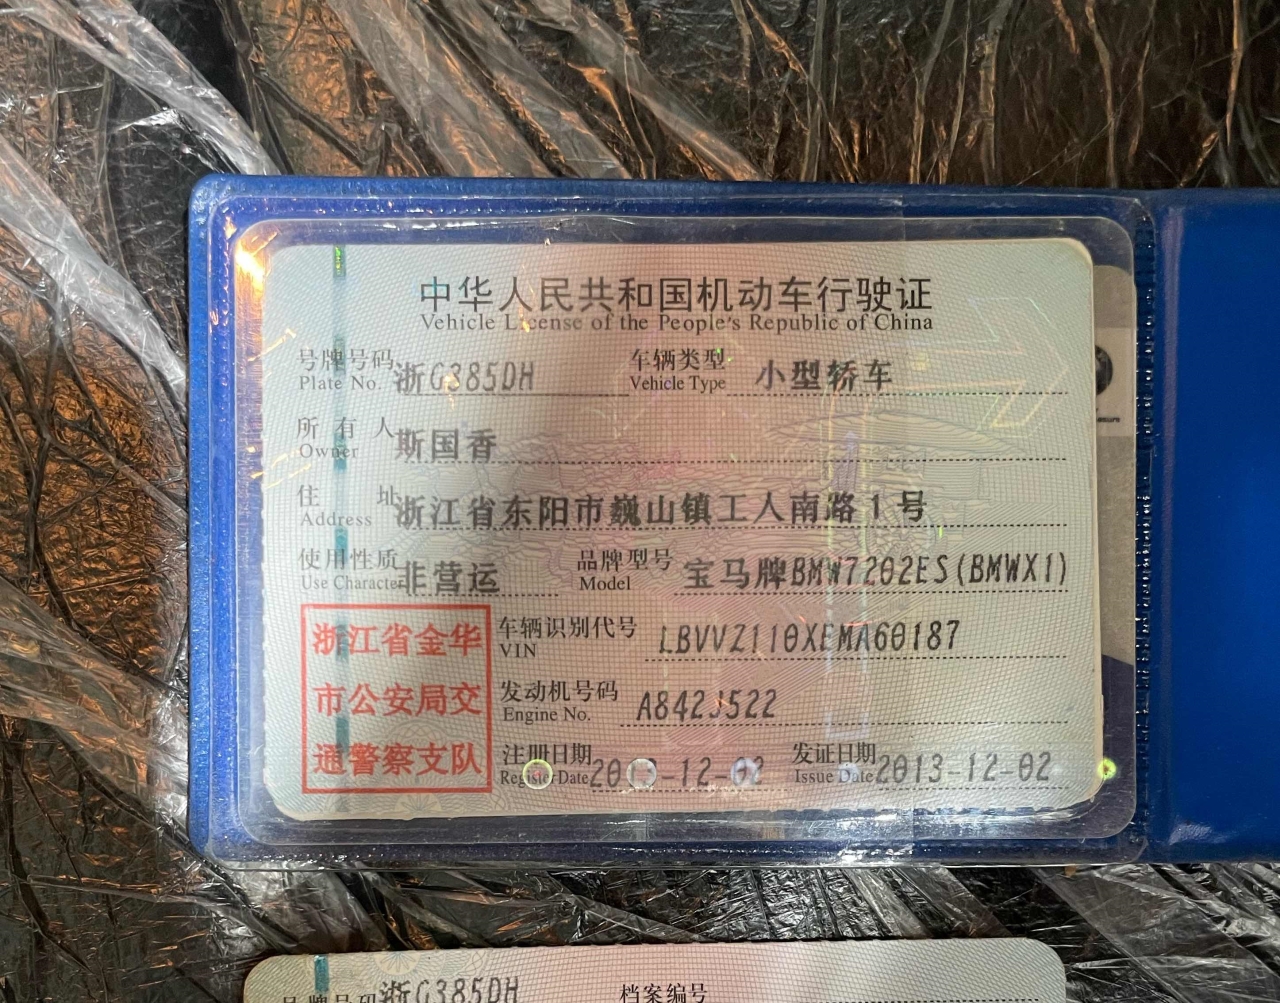 中华人民共和国机动车行驶证
Vehicle License of the People's Republic of China
号牌号码 浙G385DH 车辆类型 小型轿车
Plate No. Vehicle Type
所有人 斯国香
Owner
住址 浙江省东阳市巍山镇工人南路1号
Address
使用性质 非营运 品牌型号 宝马牌BMW7202ES(BMWX1)
Use Character Model
浙江省金华
市公安局交
通警察支队
车辆识别代号 LBVVZ110XEMA60187
VIN
发动机号码 A842J522
Engine No.
注册日期 2013-12-02 发证日期 2013-12-02
Register Date Issue Date
号牌号码 浙G385DH 档案编号